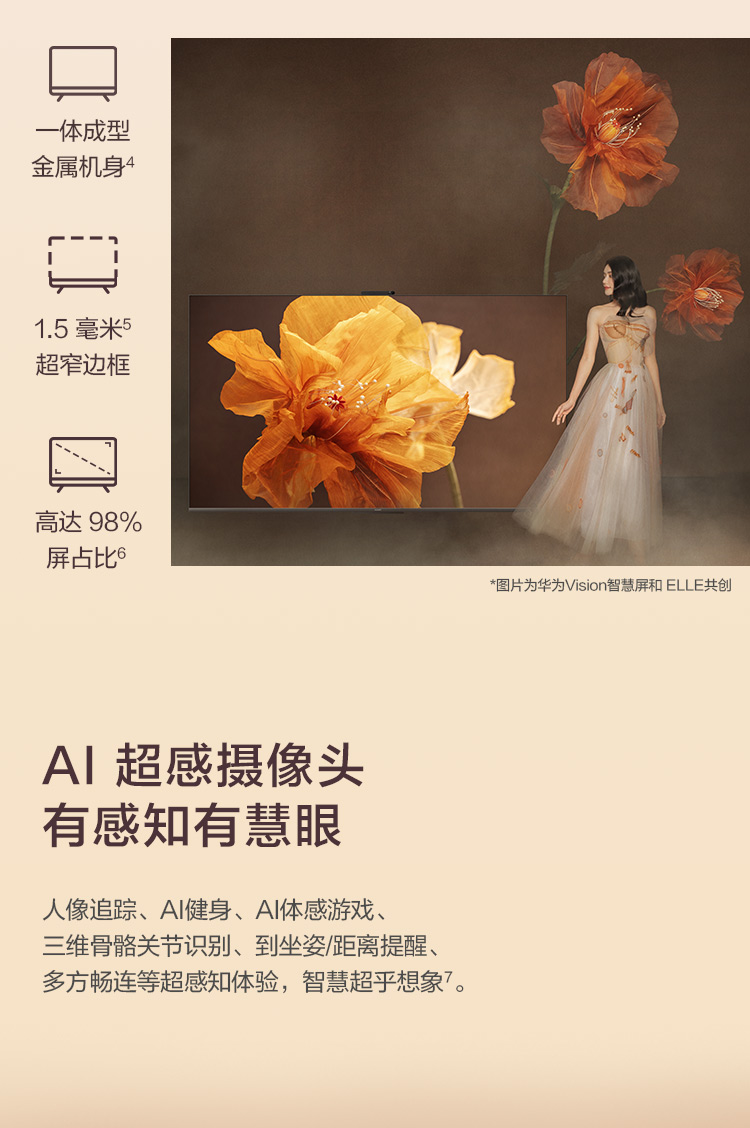 一体成型
金属机身4
1.5 毫米5
超窄边框
高达 98%
屏占比6
*图片为华为Vision智慧屏和 ELLE共创
AI 超感摄像头
有感知有慧眼
人像追踪、AI健身、AI体感游戏、
三维骨骼关节识别、到坐姿/距离提醒、
多方畅连等超感知体验，智慧超乎想象7。